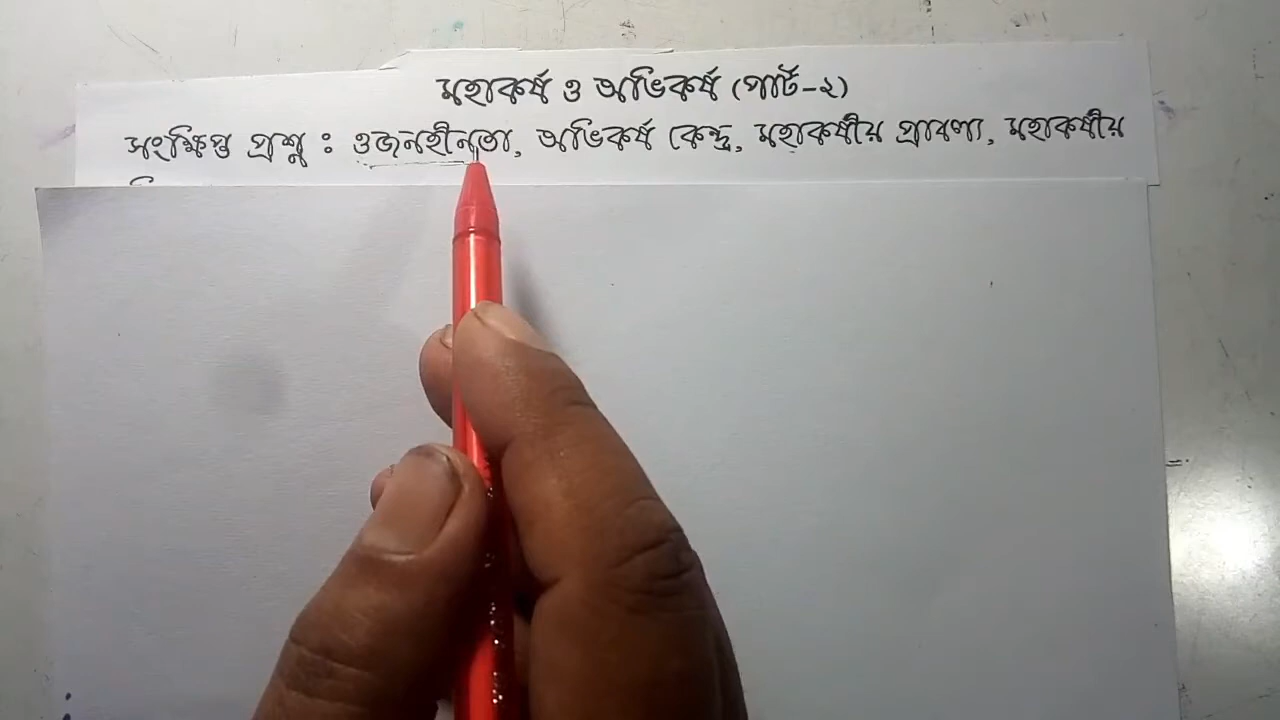 মহাকর্ষ ও অভিকর্ষ (পার্ট-২)
সংক্ষিপ্ত প্রশ্ন : ওজনহীনতা, অভিকর্ষ কেন্দ্র, মহাকর্ষীয় প্রাবল্য, মহাকর্ষীয়